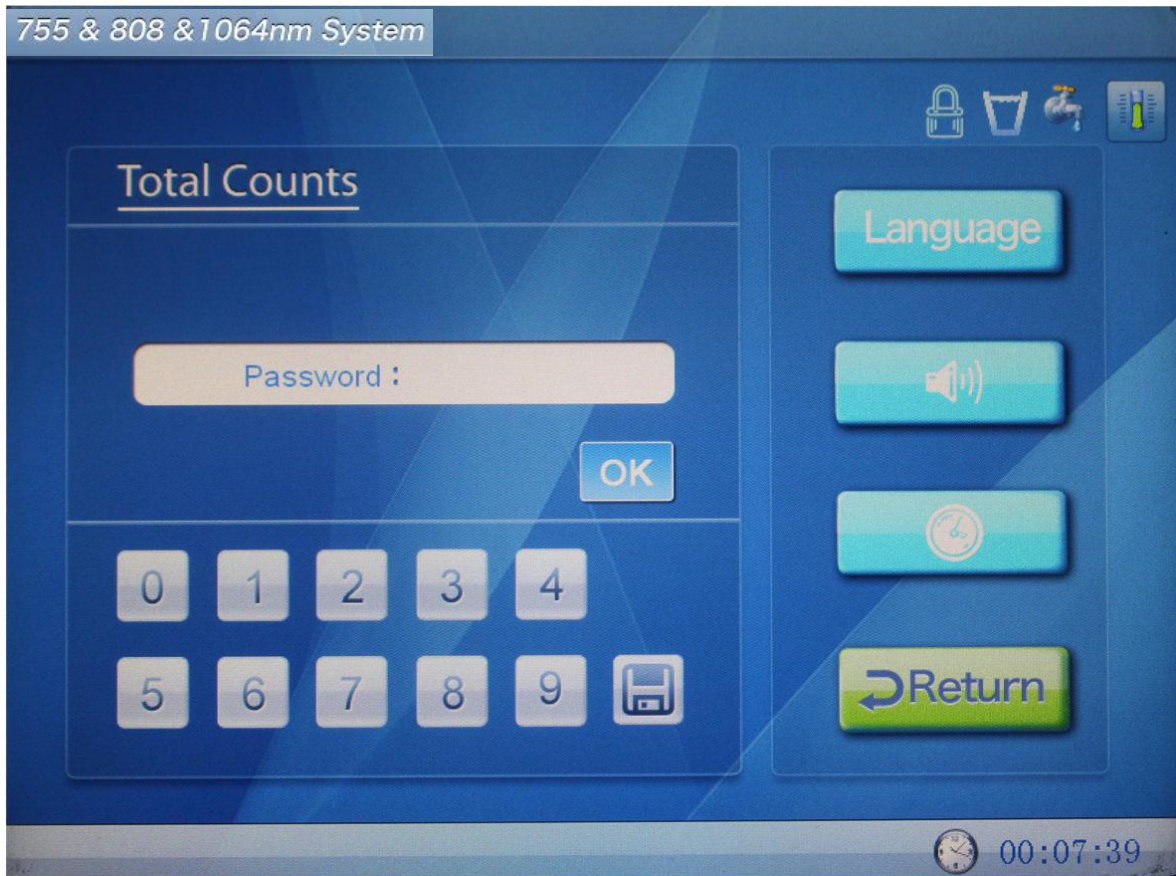 755 & 808 &1064nm System
Total Counts
Language
Password :
OK
0 1 2 3 4
5 6 7 8 9
Return
00:07:39